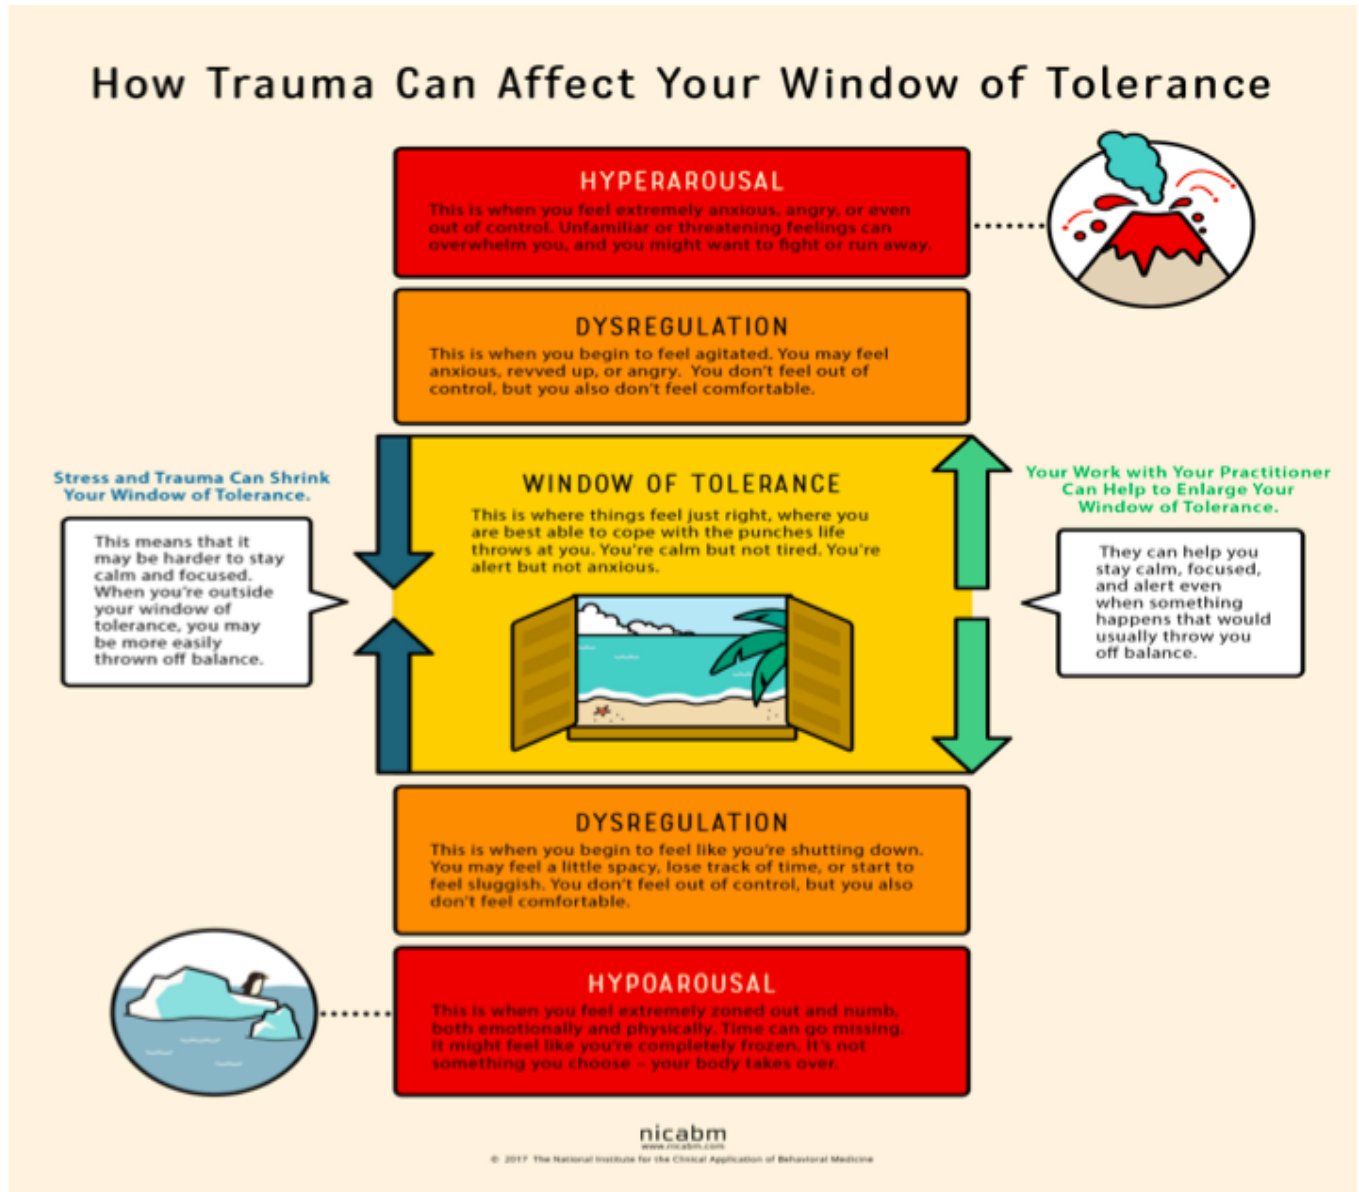 How Trauma Can Affect Your Window of Tolerance
HYPERAROUSAL
This is when you feel extremely anxious, angry, or even
out of control. Unfamiliar or threatening feelings can
overwhelm you, and you might want to fight or run away.
DYSREGULATION
This is when you begin to feel agitated. You may feel
anxious, revved up, or angry.  You don't feel out of
control, but you also don't feel comfortable.
Stress and Trauma Can Shrink
Your Window of Tolerance.
This means that it
may be harder to stay
calm and focused.
When you're outside
your window of
tolerance, you may
be more easily
thrown off balance.
WINDOW OF TOLERANCE
This is where things feel just right, where you
are best able to cope with the punches life
throws at you. You're calm but not tired. You're
alert but not anxious.
Your Work with Your Practitioner
Can Help to Enlarge Your
Window of Tolerance.
They can help you
stay calm, focused,
and alert even
when something
happens that would
usually throw you
off balance.
DYSREGULATION
This is when you begin to feel like you're shutting down.
You may feel a little spacy, lose track of time, or start to
feel sluggish. You don't feel out of control, but you also
don't feel comfortable.
HYPOAROUSAL
This is when you feel extremely zoned out and numb,
both emotionally and physically. Time can go missing.
It might feel like you're completely frozen. It's not
something you choose – your body takes over.
nicabm
www.nicabm.com
© 2017 The National Institute for the Clinical Application of Behavioral Medicine